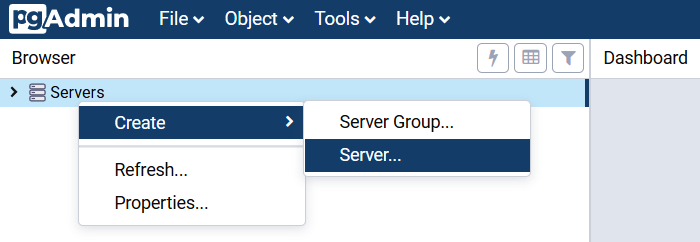 pgAdmin File Object Tools Help
Browser Dashboard
Servers
Create Server Group...
Server...
Refresh...
Properties...